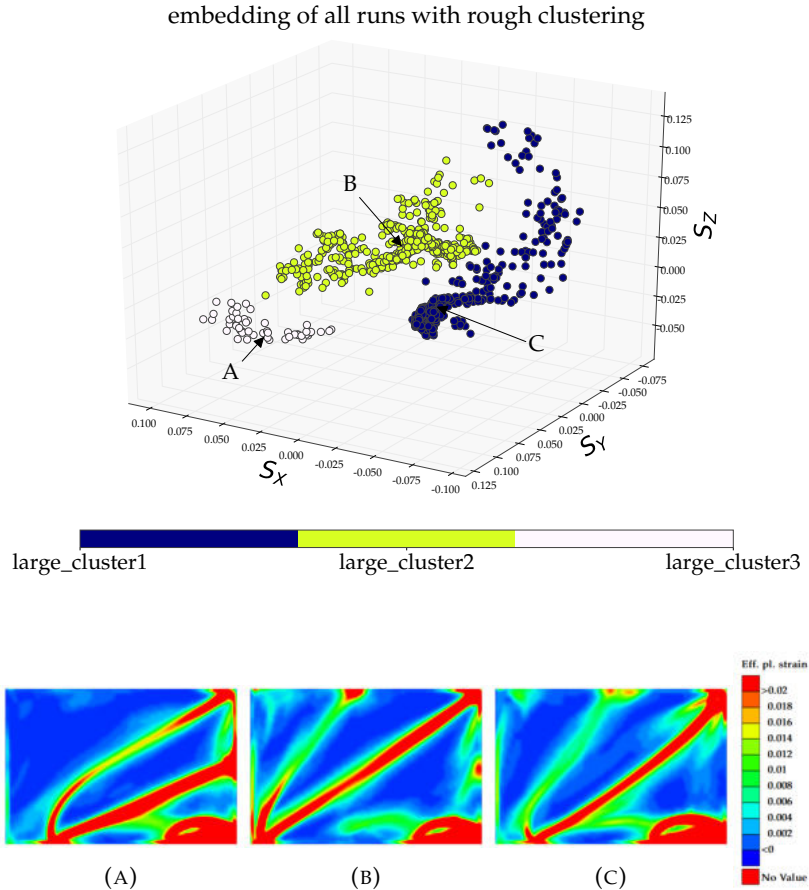 embedding of all runs with rough clustering
B
A
C
0.125
0.100
0.075
0.050
0.025
0.000
-0.025
-0.050
S_Z
0.100
0.075
0.050
0.025
0.000
-0.025
-0.050
-0.075
-0.100
S_X
-0.075
-0.050
-0.025
0.000
0.025
0.050
0.075
0.100
0.125
S_Y
large_cluster1
large_cluster2
large_cluster3
Eff. pl. strain
>0.02
0.018
0.016
0.014
0.012
0.01
0.008
0.006
0.004
0.002
<0
No Value
(A)
(B)
(C)